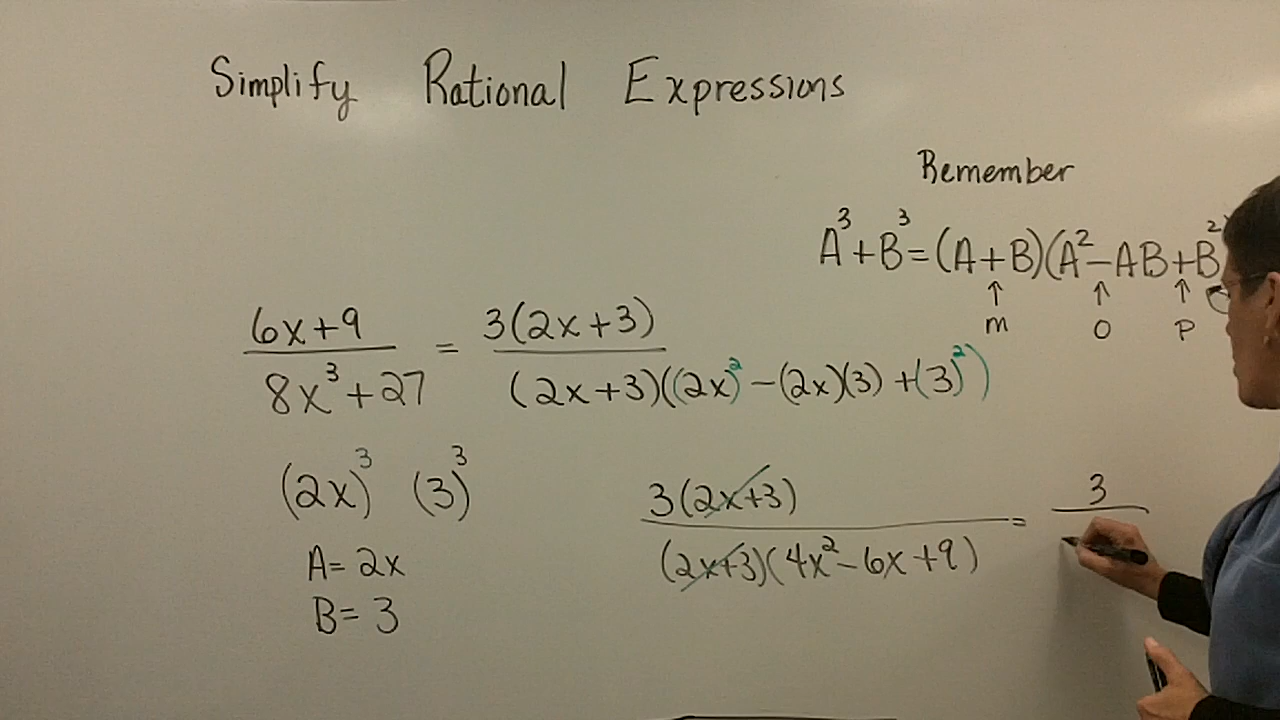 Simplify Rational Expressions
Remember
A³+B³=(A+B)(A²−AB+B²
↑ ↑ ↑
m O P
6x+9 / 8x³+27 = 3(2x+3) / (2x+3)((2x)²−(2x)(3)+(3)²)
(2x)³ (3)³
A=2x
B=3
3(2x+3) / (2x+3)(4x²−6x+9) = 3 /